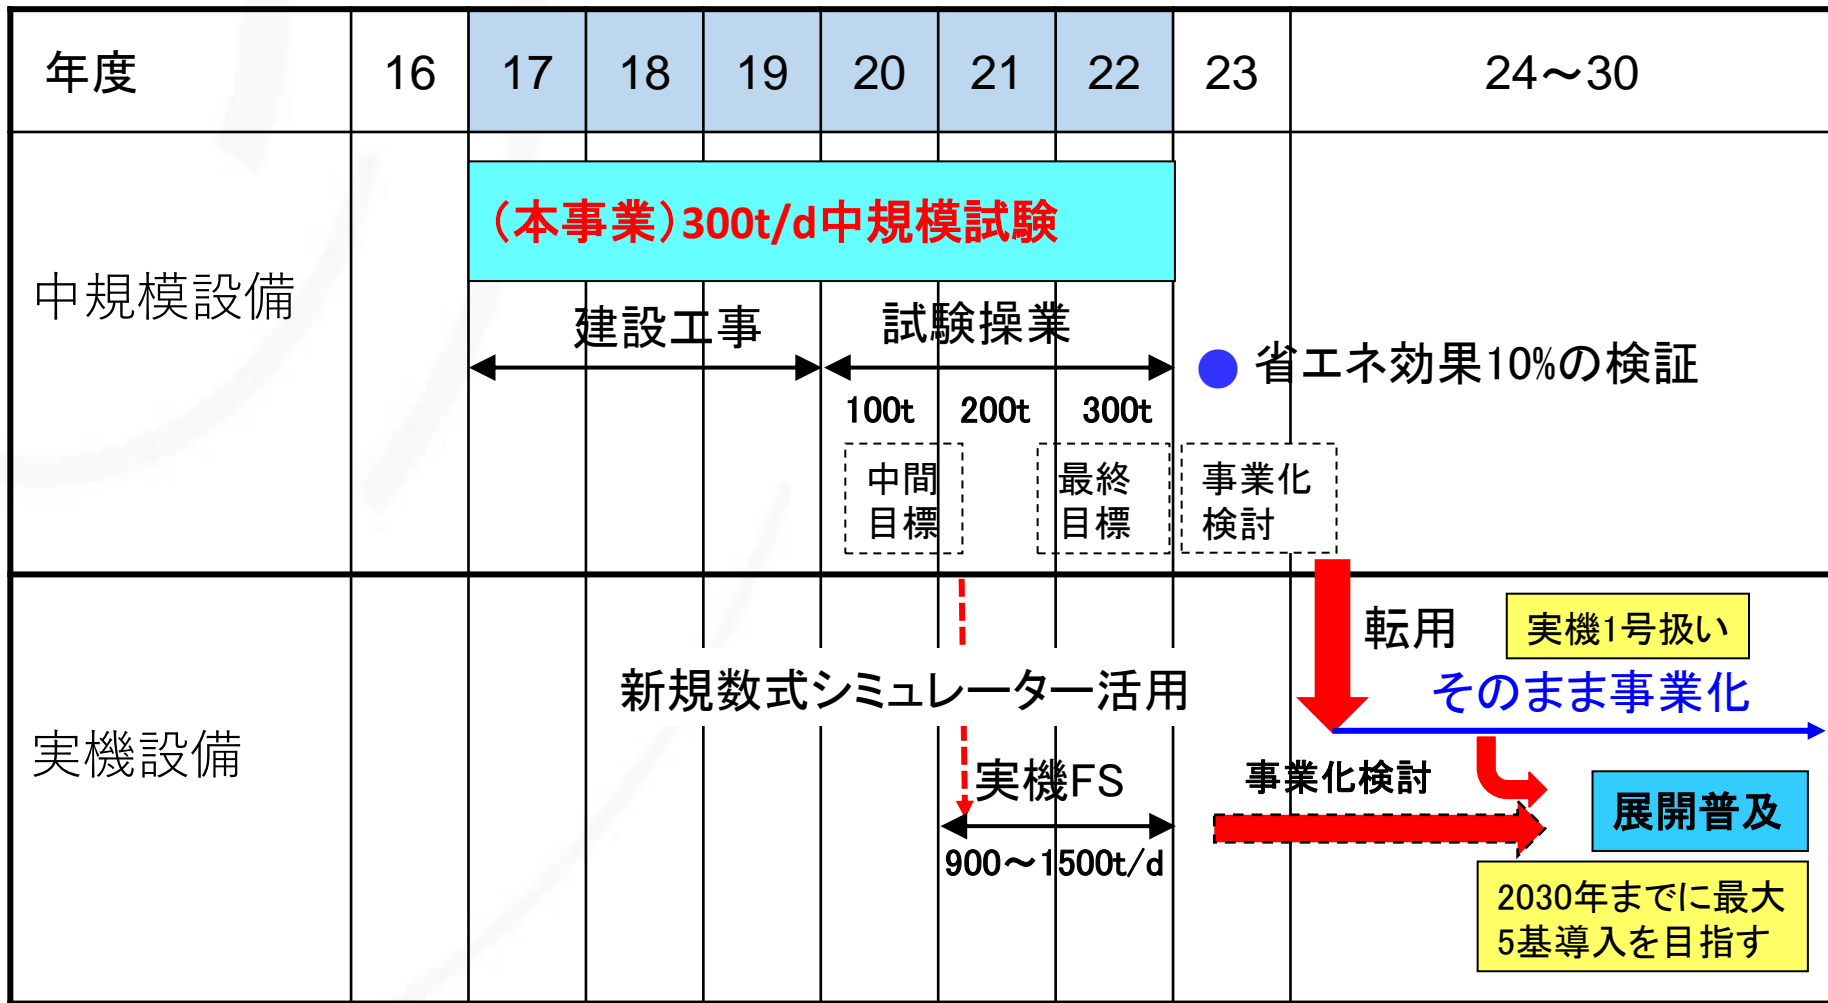 年度
16
17
18
19
20
21
22
23
24～30
中規模設備
（本事業）300t/d中規模試験
建設工事
試験操業
● 省エネ効果10%の検証
100t
200t
300t
中間
目標
最終
目標
事業化
検討
実機設備
転用
実機1号扱い
新規数式シミュレーター活用
そのまま事業化
実機FS
事業化検討
900～1500t/d
展開普及
2030年までに最大
5基導入を目指す